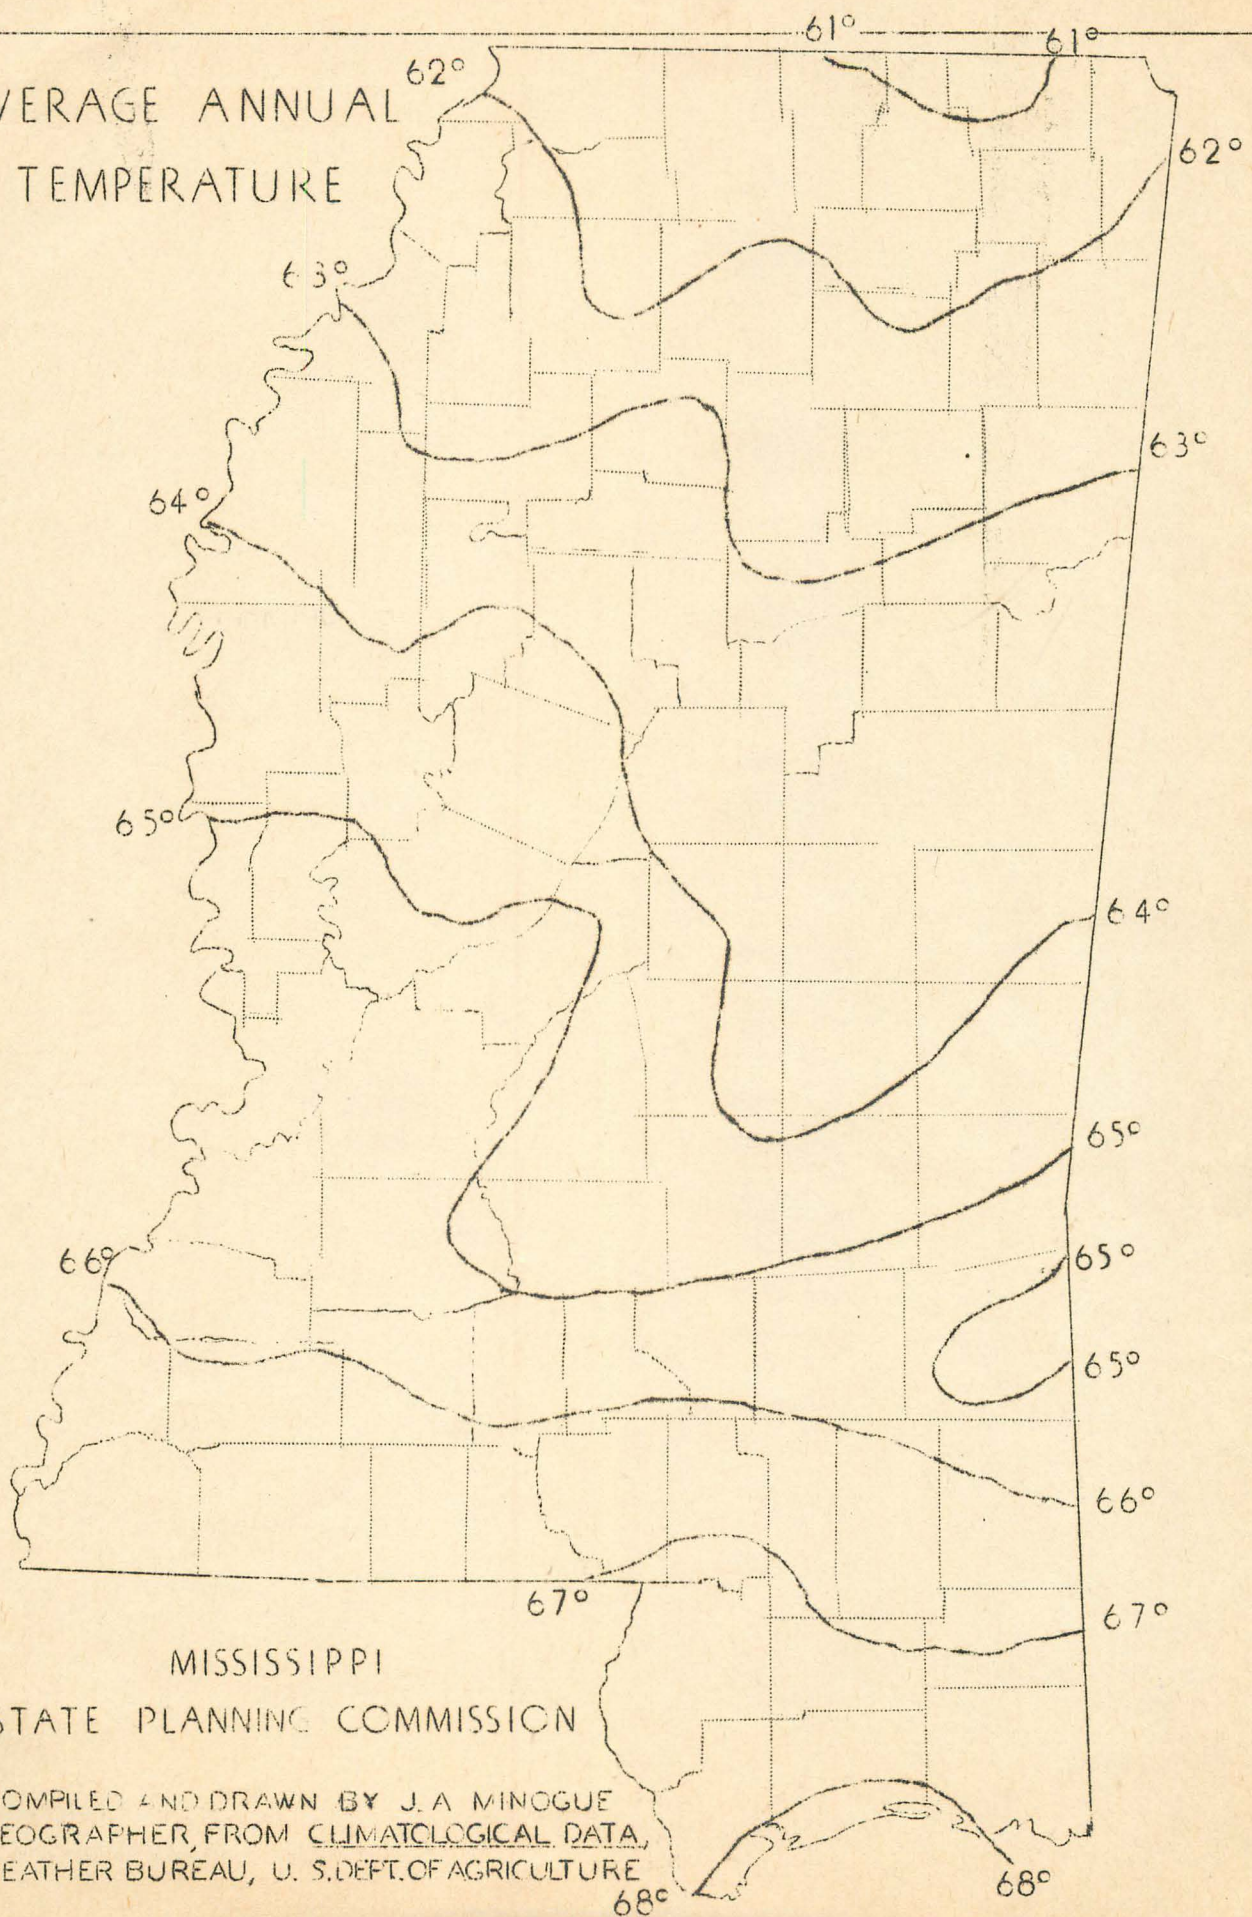 61° 61°
62°
VERAGE ANNUAL
TEMPERATURE
62°
63°
63°
64°
65°
64°
65°
66°
65°
65°
66°
67°
67°
MISSISSIPPI
STATE PLANNING COMMISSION
OMPILED AND DRAWN BY J. A MINOGUE
EOGRAPHER, FROM CLIMATOLOGICAL DATA,
EATHER BUREAU, U. S. DEPT. OF AGRICULTURE
68° 68°